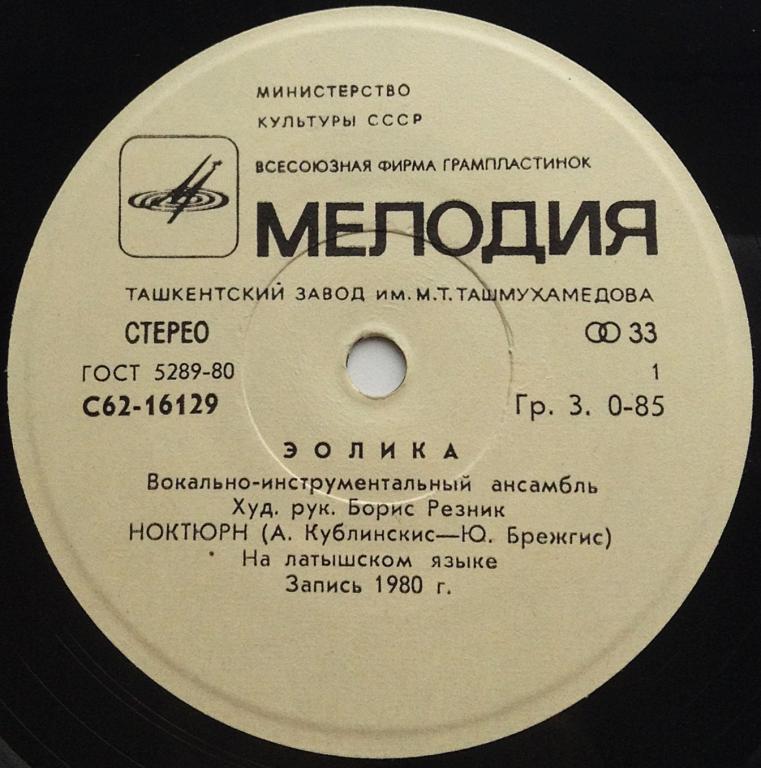 МИНИСТЕРСТВО
КУЛЬТУРЫ СССР
ВСЕСОЮЗНАЯ ФИРМА ГРАМПЛАСТИНОК
МЕЛОДИЯ
ТАШКЕНТСКИЙ ЗАВОД ИМ. М.Т. ТАШМУХАМЕДОВА
СТЕРЕО 33
ГОСТ 5289-80 1
С62-16129 Гр. 3. 0-85
ЭОЛИКА
Вокально-инструментальный ансамбль
Худ. рук. Борис Резник
НОКТЮРН (А. Кублинскис—Ю. Брежгис)
На латышском языке
Запись 1980 г.